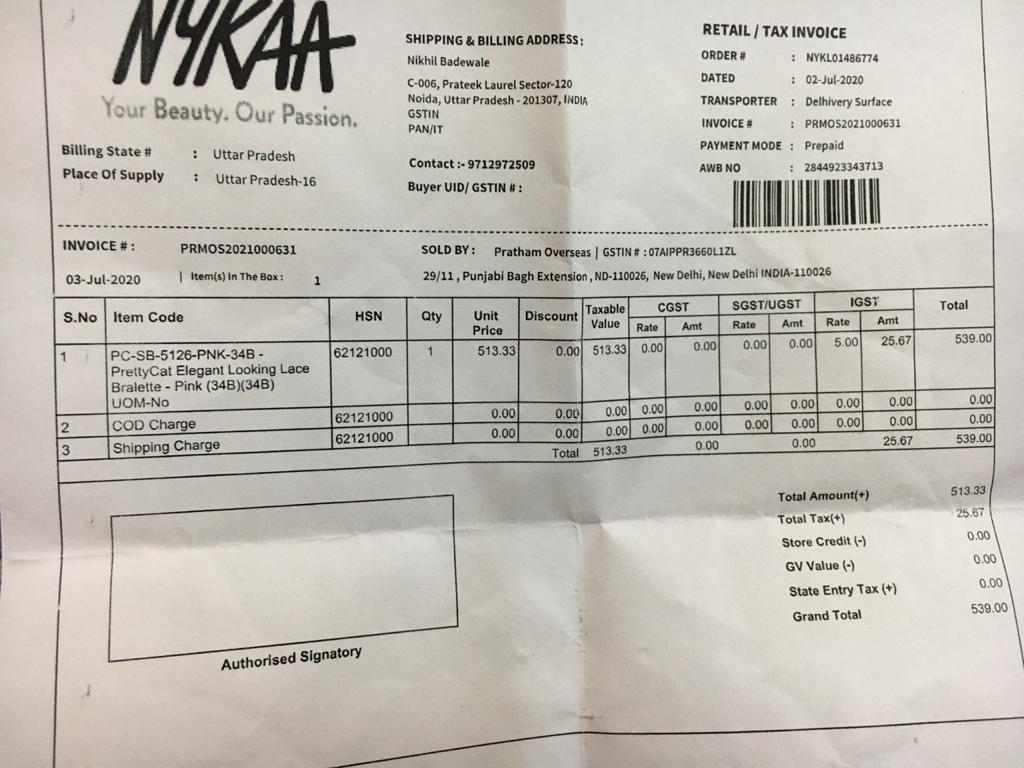 NYKAA
Your Beauty. Our Passion.
Billing State # : Uttar Pradesh
Place Of Supply : Uttar Pradesh-16
SHIPPING & BILLING ADDRESS:
Nikhil Badewale
C-006, Prateek Laurel Sector-120
Noida, Uttar Pradesh - 201307, INDIA
GSTIN
PAN/IT
Contact :- 9712972509
Buyer UID/ GSTIN # :
RETAIL / TAX INVOICE
ORDER # : NYKL01486774
DATED : 02-Jul-2020
TRANSPORTER : Delhivery Surface
INVOICE # : PRMOS2021000631
PAYMENT MODE : Prepaid
AWB NO : 2844923343713
INVOICE # : PRMOS2021000631 SOLD BY : Pratham Overseas | GSTIN # : 07AIPPR3660L1ZL
03-Jul-2020 | Item(s) In The Box : 1 29/11 , Punjabi Bagh Extension , ND-110026, New Delhi, New Delhi INDIA-110026
S.No Item Code HSN Qty Unit Price Discount Taxable Value CGST SGST/UGST IGST Total
Rate Amt Rate Amt Rate Amt
1 PC-SB-5126-PNK-34B - 62121000 1 513.33 0.00 513.33 0.00 0.00 0.00 0.00 5.00 25.67 539.00
PrettyCat Elegant Looking Lace
Bralette - Pink (34B)(34B)
UOM-No
2 COD Charge 62121000 0.00 0.00 0.00 0.00 0.00 0.00 0.00 0.00 0.00 0.00
3 Shipping Charge 62121000 0.00 0.00 0.00 0.00 0.00 0.00 0.00 0.00 0.00 0.00
Total 513.33 0.00 0.00 25.67 539.00
Total Amount(+) 513.33
Total Tax(+) 25.67
Store Credit (-) 0.00
GV Value (-) 0.00
State Entry Tax (+) 0.00
Grand Total 539.00
Authorised Signatory